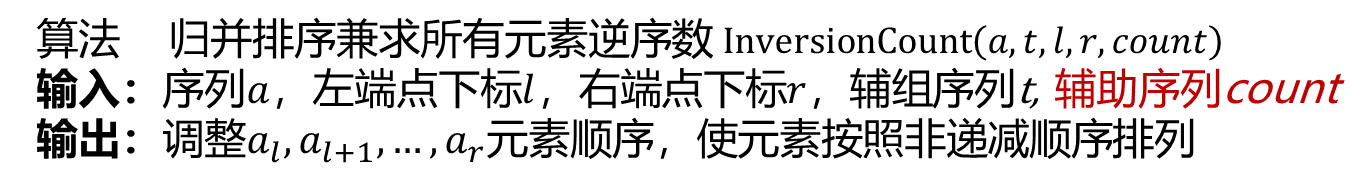 算法 归并排序兼求所有元素逆序数 InversionCount(a, t, l, r, count)
输入：序列a，左端点下标l，右端点下标r，辅组序列t, 辅助序列count
输出：调整aₗ, aₗ₊₁, … , aᵣ元素顺序，使元素按照非递减顺序排列